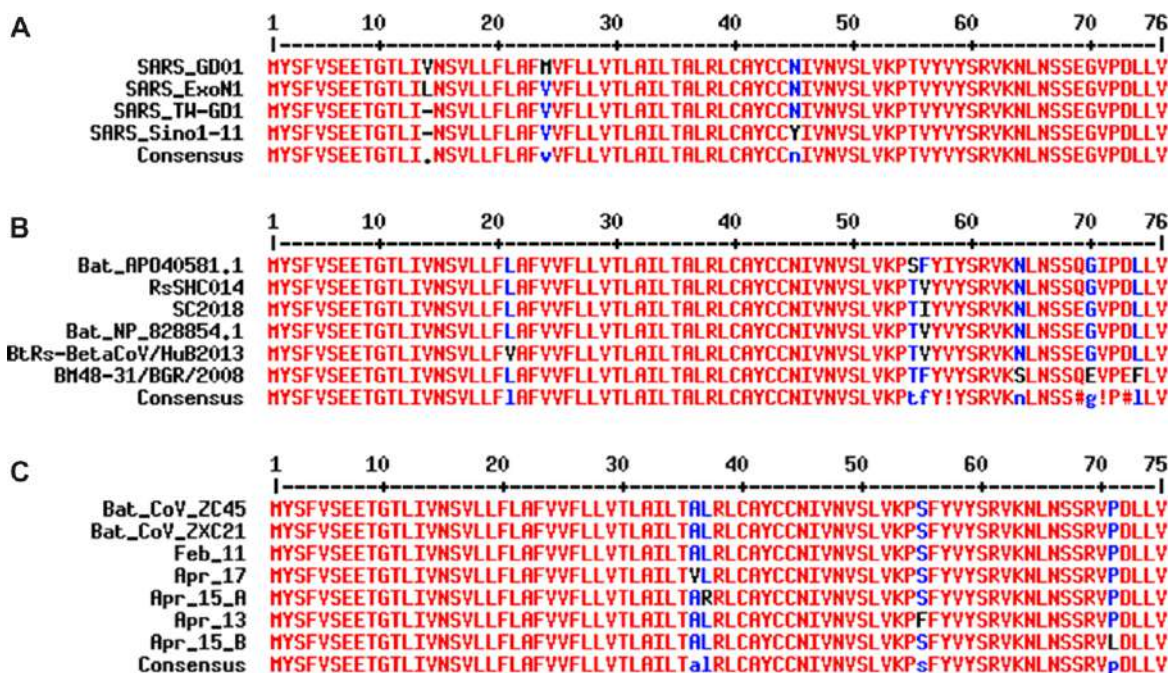 A
1 10 20 30 40 50 60 70 76
SARS_GD01 MYSFVSEETGTLIVNSVLLFLAFMVFLLVTLAILTALRLCAYCCNIVNVSLVKPTVYVYSRVKNLNSSEGVPDLLV
SARS_ExoN1 MYSFVSEETGTLILNSVLLFLAFVVFLLVTLAILTALRLCAYCCNIVNVSLVKPTVYVYSRVKNLNSSEGVPDLLV
SARS_TW-GD1 MYSFVSEETGTLI-NSVLLFLAFVVFLLVTLAILTALRLCAYCCNIVNVSLVKPTVYVYSRVKNLNSSEGVPDLLV
SARS_Sino1-11 MYSFVSEETGTLI-NSVLLFLAFVVFLLVTLAILTALRLCAYCCYIVNVSLVKPTVYVYSRVKNLNSSEGVPDLLV
Consensus MYSFVSEETGTLI.NSVLLFLAFvVFLLVTLAILTALRLCAYCCnIVNVSLVKPTVYVYSRVKNLNSSEGVPDLLV
B
1 10 20 30 40 50 60 70 76
Bat_APO40581.1 MYSFVSEETGTLIVNSVLLFLAFVVFLLVTLAILTALRLCAYCCNIVNVSLVKPSFYIYSRVKNLNSSQGIPDLLV
RsSHC014 MYSFVSEETGTLIVNSVLLFLAFVVFLLVTLAILTALRLCAYCCNIVNVSLVKPTVYVYSRVKNLNSSQGVPDLLV
SC2018 MYSFVSEETGTLIVNSVLLFLAFVVFLLVTLAILTALRLCAYCCNIVNVSLVKPTIYVYSRVKNLNSSQGVPDLLV
Bat_NP_828854.1 MYSFVSEETGTLIVNSVLLFLAFVVFLLVTLAILTALRLCAYCCNIVNVSLVKPTVYVYSRVKNLNSSEGVPDLLV
BtRs-BetaCoV/HuB2013 MYSFVSEETGTLIVNSVLLFVAFVVFLLVTLAILTALRLCAYCCNIVNVSLVKPTVYVYSRVKNLNSSEGVPDLLV
BM48-31/BGR/2008 MYSFVSEETGTLIVNSVLLFLAFVVFLLVTLAILTALRLCAYCCNIVNVSLVKPTFYVYSRVKSLNSSQEVPEFLV
Consensus MYSFVSEETGTLIVNSVLLFlAFVVFLLVTLAILTALRLCAYCCNIVNVSLVKPtfY!YSRVKnLNSS#g!P#lLV
C
1 10 20 30 40 50 60 70 75
Bat_CoV_ZC45 MYSFVSEETGTLIVNSVLLFLAFVVFLLVTLAILTALRLCAYCCNIVNVSLVKPSFYVYSRVKNLNSSRVPDLLV
Bat_CoV_ZXC21 MYSFVSEETGTLIVNSVLLFLAFVVFLLVTLAILTALRLCAYCCNIVNVSLVKPSFYVYSRVKNLNSSRVPDLLV
Feb_11 MYSFVSEETGTLIVNSVLLFLAFVVFLLVTLAILTALRLCAYCCNIVNVSLVKPSFYVYSRVKNLNSSRVPDLLV
Apr_17 MYSFVSEETGTLIVNSVLLFLAFVVFLLVTLAILTVLRLCAYCCNIVNVSLVKPSFYVYSRVKNLNSSRVPDLLV
Apr_15_A MYSFVSEETGTLIVNSVLLFLAFVVFLLVTLAILTARRLCAYCCNIVNVSLVKPSFYVYSRVKNLNSSRVPDLLV
Apr_13 MYSFVSEETGTLIVNSVLLFLAFVVFLLVTLAILTALRLCAYCCNIVNVSLVKPFFYVYSRVKNLNSSRVPDLLV
Apr_15_B MYSFVSEETGTLIVNSVLLFLAFVVFLLVTLAILTALRLCAYCCNIVNVSLVKPSFYVYSRVKNLNSSRVLDLLV
Consensus MYSFVSEETGTLIVNSVLLFLAFVVFLLVTLAILTalRLCAYCCNIVNVSLVKPsFYVYSRVKNLNSSRVpDLLV